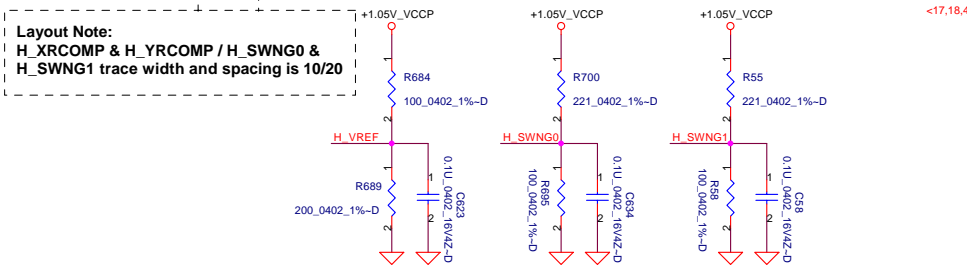 Layout Note:
H_XRCOMP & H_YRCOMP / H_SWNG0 &
H_SWNG1 trace width and spacing is 10/20
+1.05V_VCCP
1
R684
100_0402_1%~D
2
H_VREF
1
R689
200_0402_1%~D
2
1
2
C623
0.1U_0402_16V4Z~D
+1.05V_VCCP
1
R700
221_0402_1%~D
2
H_SWNG0
1
R695
100_0402_1%~D
2
1
2
C634
0.1U_0402_16V4Z~D
+1.05V_VCCP
1
R55
221_0402_1%~D
2
H_SWNG1
1
R58
100_0402_1%~D
2
1
2
C58
0.1U_0402_16V4Z~D
<17,18,4